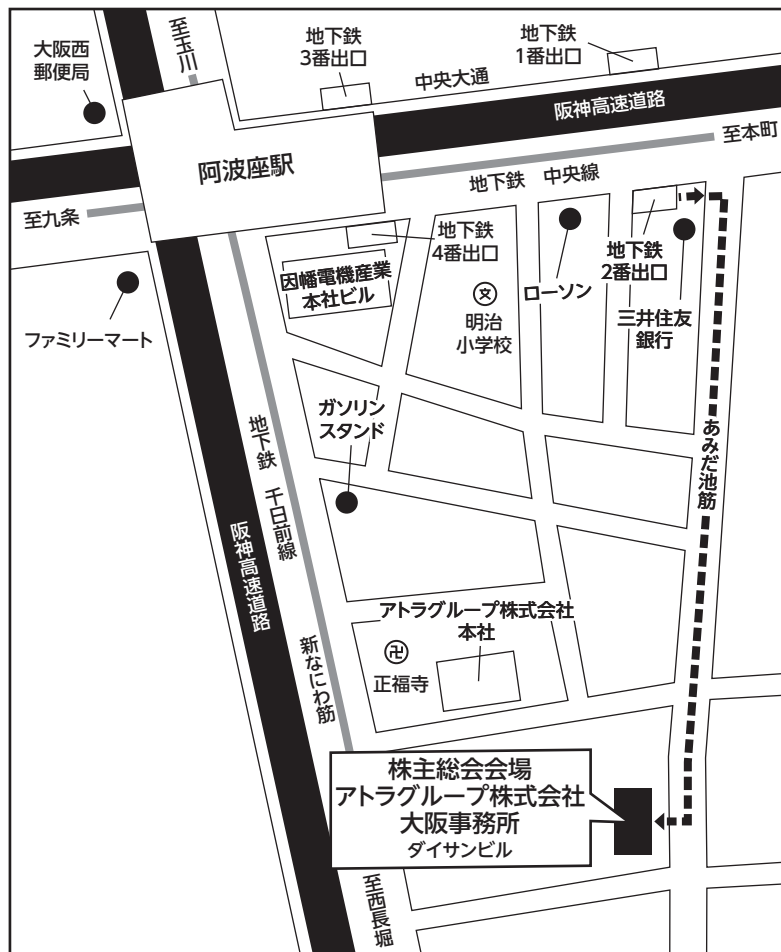 至玉川
大阪西
郵便局
地下鉄
3番出口
地下鉄
1番出口
中央大通
阪神高速道路
至本町
阿波座駅
地下鉄 中央線
至九条
地下鉄
4番出口
地下鉄
2番出口
因幡電機産業
本社ビル
文
明治
小学校
ローソン
三井住友
銀行
ファミリーマート
ガソリン
スタンド
あみだ池筋
地下鉄 千日前線
阪神高速道路
新なにわ筋
アトラグループ株式会社
本社
卍
正福寺
株主総会会場
アトラグループ株式会社
大阪事務所
ダイサンビル
至西長堀